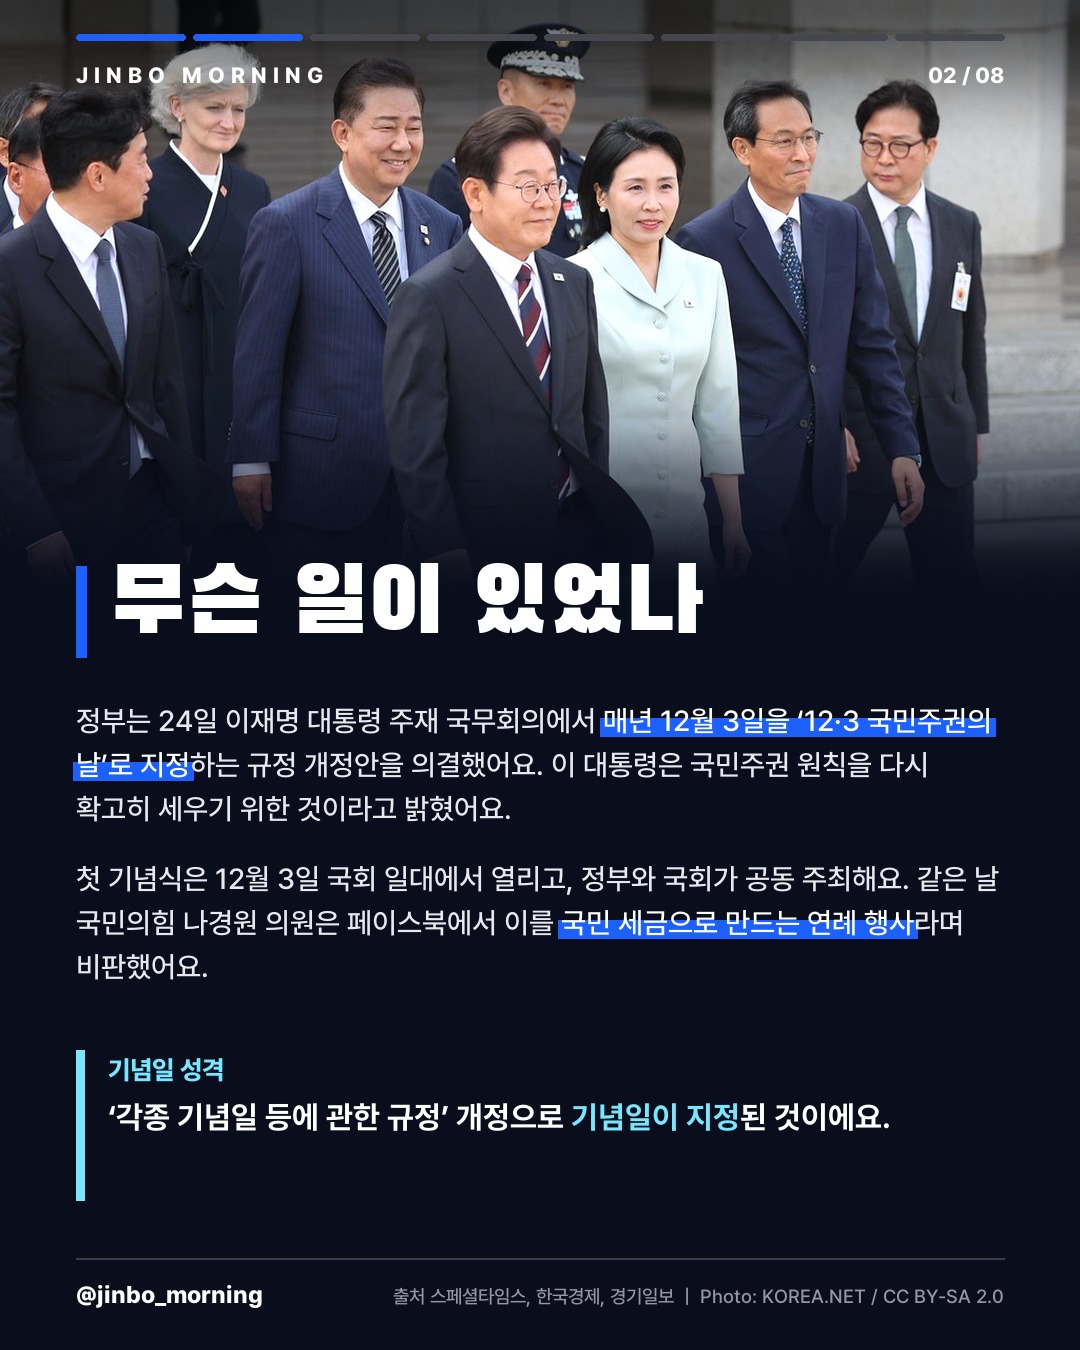 JINBO MORNING
02 / 08
무슨 일이 있었나
정부는 24일 이재명 대통령 주재 국무회의에서 매년 12월 3일을 ‘12·3 국민주권의
날’로 지정하는 규정 개정안을 의결했어요. 이 대통령은 국민주권 원칙을 다시
확고히 세우기 위한 것이라고 밝혔어요.
첫 기념식은 12월 3일 국회 일대에서 열리고, 정부와 국회가 공동 주최해요. 같은 날
국민의힘 나경원 의원은 페이스북에서 이를 국민 세금으로 만드는 연례 행사라며
비판했어요.
기념일 성격
‘각종 기념일 등에 관한 규정’ 개정으로 기념일이 지정된 것이에요.
@jinbo_morning
출처 스페셜타임스, 한국경제, 경기일보 | Photo: KOREA.NET / CC BY-SA 2.0